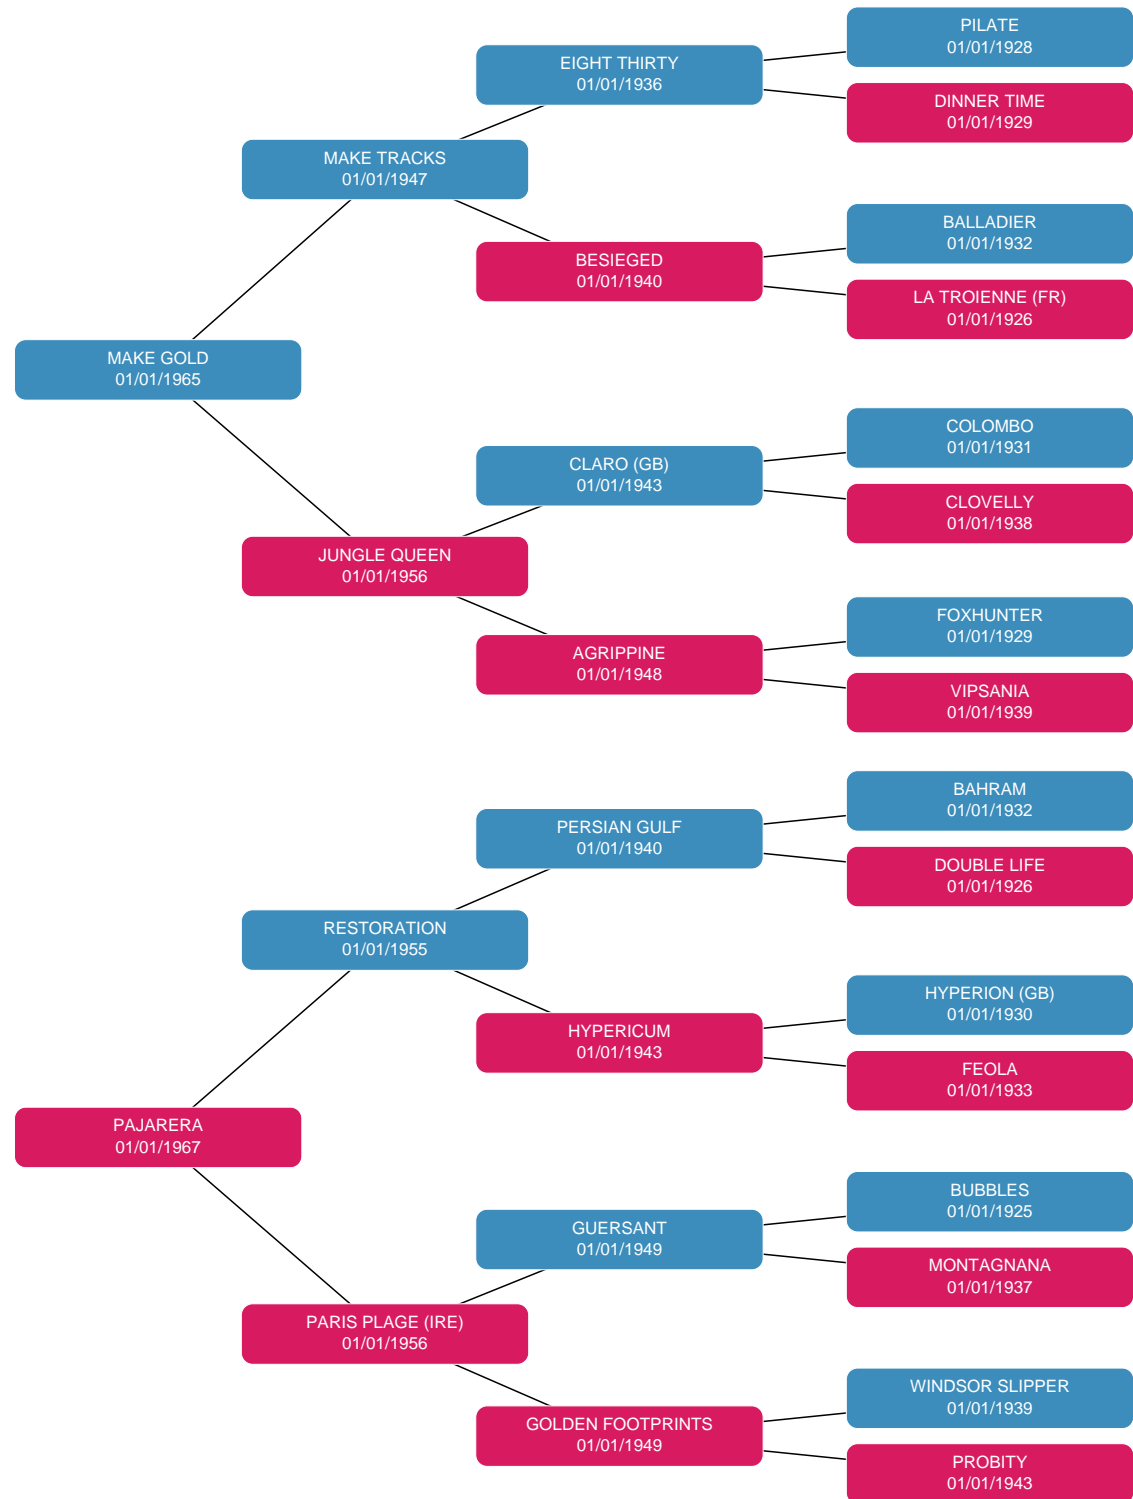 PILATE
01/01/1928
EIGHT THIRTY
01/01/1936
DINNER TIME
01/01/1929
MAKE TRACKS
01/01/1947
BALLADIER
01/01/1932
BESIEGED
01/01/1940
LA TROIENNE (FR)
01/01/1926
MAKE GOLD
01/01/1965
COLOMBO
01/01/1931
CLARO (GB)
01/01/1943
CLOVELLY
01/01/1938
JUNGLE QUEEN
01/01/1956
FOXHUNTER
01/01/1929
AGRIPPINE
01/01/1948
VIPSANIA
01/01/1939
BAHRAM
01/01/1932
PERSIAN GULF
01/01/1940
DOUBLE LIFE
01/01/1926
RESTORATION
01/01/1955
HYPERION (GB)
01/01/1930
HYPERICUM
01/01/1943
FEOLA
01/01/1933
PAJARERA
01/01/1967
BUBBLES
01/01/1925
GUERSANT
01/01/1949
MONTAGNANA
01/01/1937
PARIS PLAGE (IRE)
01/01/1956
WINDSOR SLIPPER
01/01/1939
GOLDEN FOOTPRINTS
01/01/1949
PROBITY
01/01/1943